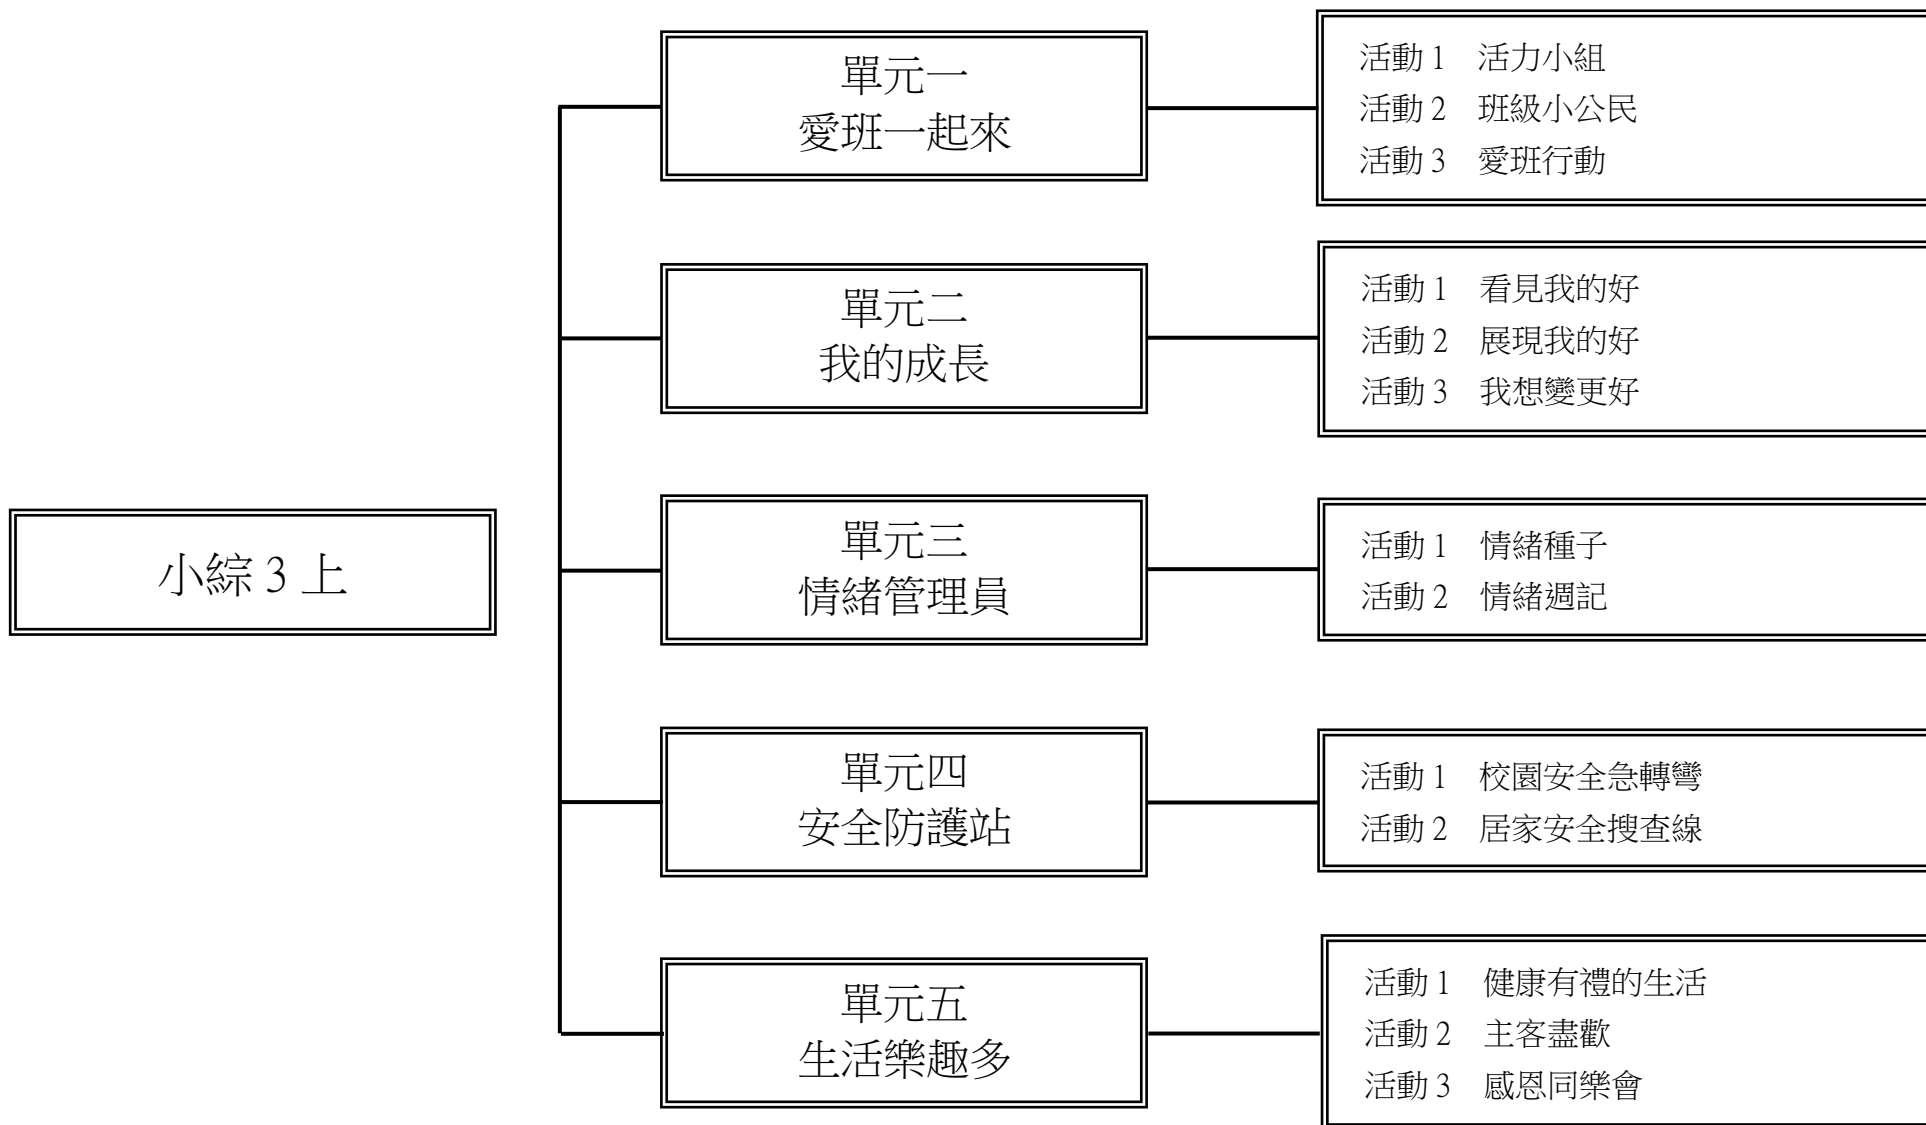 小綜 3 上
單元一
愛班一起來
活動 1　活力小組
活動 2　班級小公民
活動 3　愛班行動
單元二
我的成長
活動 1　看見我的好
活動 2　展現我的好
活動 3　我想變更好
單元三
情緒管理員
活動 1　情緒種子
活動 2　情緒週記
單元四
安全防護站
活動 1　校園安全急轉彎
活動 2　居家安全搜查線
單元五
生活樂趣多
活動 1　健康有禮的生活
活動 2　主客盡歡
活動 3　感恩同樂會